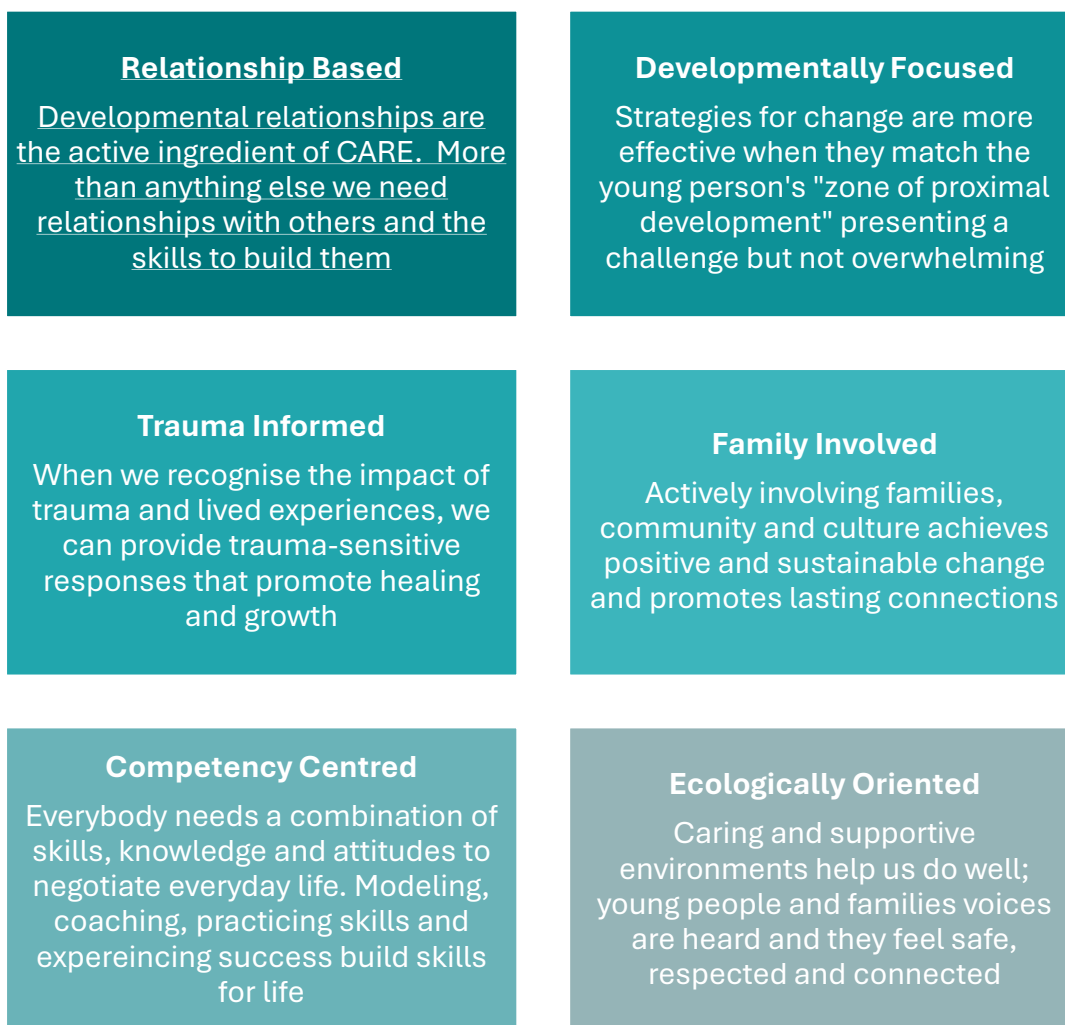 Relationship Based
Developmental relationships are
the active ingredient of CARE.  More
than anything else we need
relationships with others and the
skills to build them
Developmentally Focused
Strategies for change are more
effective when they match the
young person's "zone of proximal
development" presenting a
challenge but not overwhelming
Trauma Informed
When we recognise the impact of
trauma and lived experiences, we
can provide trauma-sensitive
responses that promote healing
and growth
Family Involved
Actively involving families,
community and culture achieves
positive and sustainable change
and promotes lasting connections
Competency Centred
Everybody needs a combination of
skills, knowledge and attitudes to
negotiate everyday life. Modeling,
coaching, practicing skills and
expereincing success build skills
for life
Ecologically Oriented
Caring and supportive
environments help us do well;
young people and families voices
are heard and they feel safe,
respected and connected